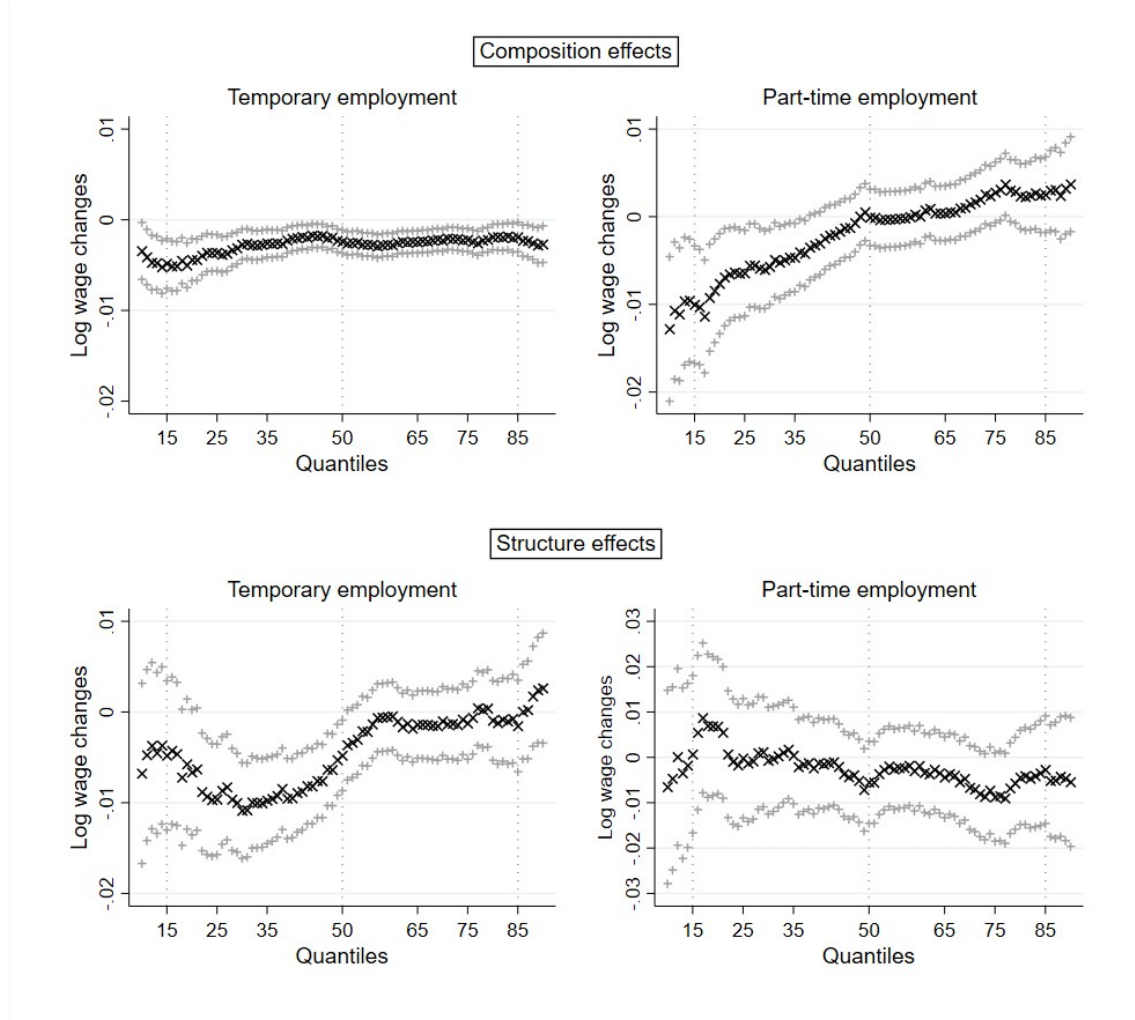 Composition effects
Temporary employment
Log wage changes
.01
0
-.01
-.02
15 25 35 50 65 75 85
Quantiles
Part-time employment
Log wage changes
.01
0
-.01
-.02
15 25 35 50 65 75 85
Quantiles
Structure effects
Temporary employment
Log wage changes
.01
0
-.01
-.02
15 25 35 50 65 75 85
Quantiles
Part-time employment
Log wage changes
.03
.02
.01
0
-.01
-.02
-.03
15 25 35 50 65 75 85
Quantiles